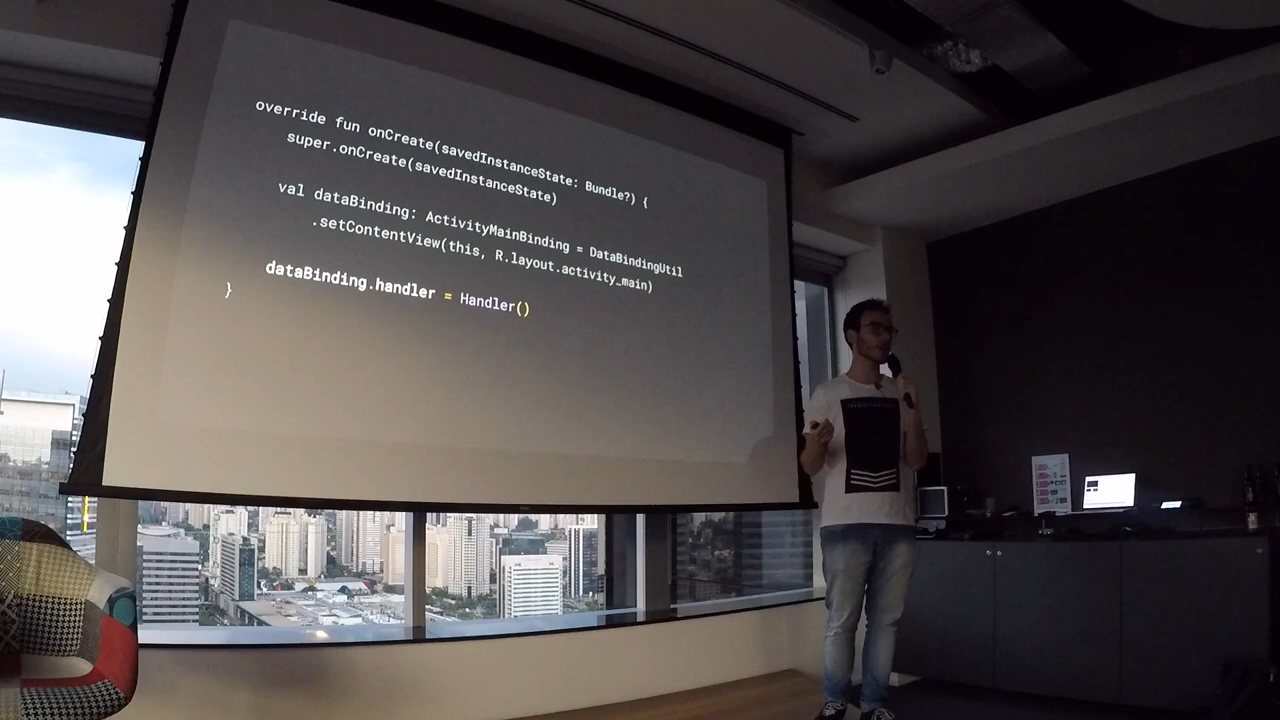 override fun onCreate(savedInstanceState: Bundle?) {
super.onCreate(savedInstanceState)
val dataBinding: ActivityMainBinding = DataBindingUtil
.setContentView(this, R.layout.activity_main)
dataBinding.handler = Handler()
}